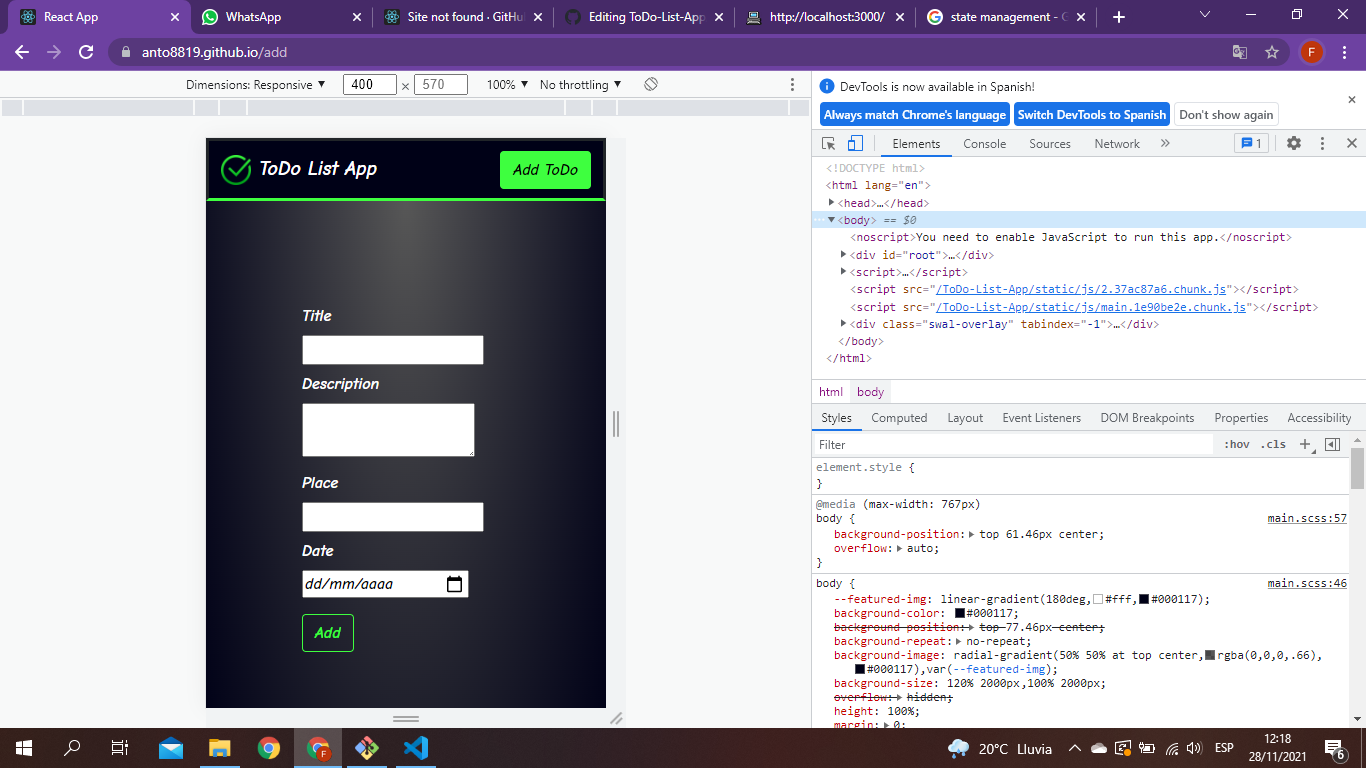 React App
WhatsApp
Site not found · GitHu
Editing ToDo-List-App
http://localhost:3000/
state management - G
anto8819.github.io/add
F
Dimensions: Responsive ▼ 400 × 570 100% ▼ No throttling ▼
ToDo List App
Add ToDo
Title
Description
Place
Date
dd/mm/aaaa
Add
DevTools is now available in Spanish!
Always match Chrome's language Switch DevTools to Spanish Don't show again
Elements Console Sources Network » 1
<!DOCTYPE html>
<html lang="en">
<head>…</head>
<body> == $0
<noscript>You need to enable JavaScript to run this app.</noscript>
<div id="root">…</div>
<script>…</script>
<script src="/ToDo-List-App/static/js/2.37ac87a6.chunk.js"></script>
<script src="/ToDo-List-App/static/js/main.1e90be2e.chunk.js"></script>
<div class="swal-overlay" tabindex="-1">…</div>
</body>
</html>
html body
Styles Computed Layout Event Listeners DOM Breakpoints Properties Accessibility
Filter :hov .cls +
element.style {
}
@media (max-width: 767px)
body { main.scss:57
background-position: top 61.46px center;
overflow: auto;
}
body { main.scss:46
--featured-img: linear-gradient(180deg,#fff,#000117);
background-color: #000117;
background-position: top 77.46px center;
background-repeat: no-repeat;
background-image: radial-gradient(50% 50% at top center,rgba(0,0,0,.66),
#000117),var(--featured-img);
background-size: 120% 2000px,100% 2000px;
overflow: hidden;
height: 100%;
margin: 0;
F
20°C Lluvia
ESP
12:18
28/11/2021
6